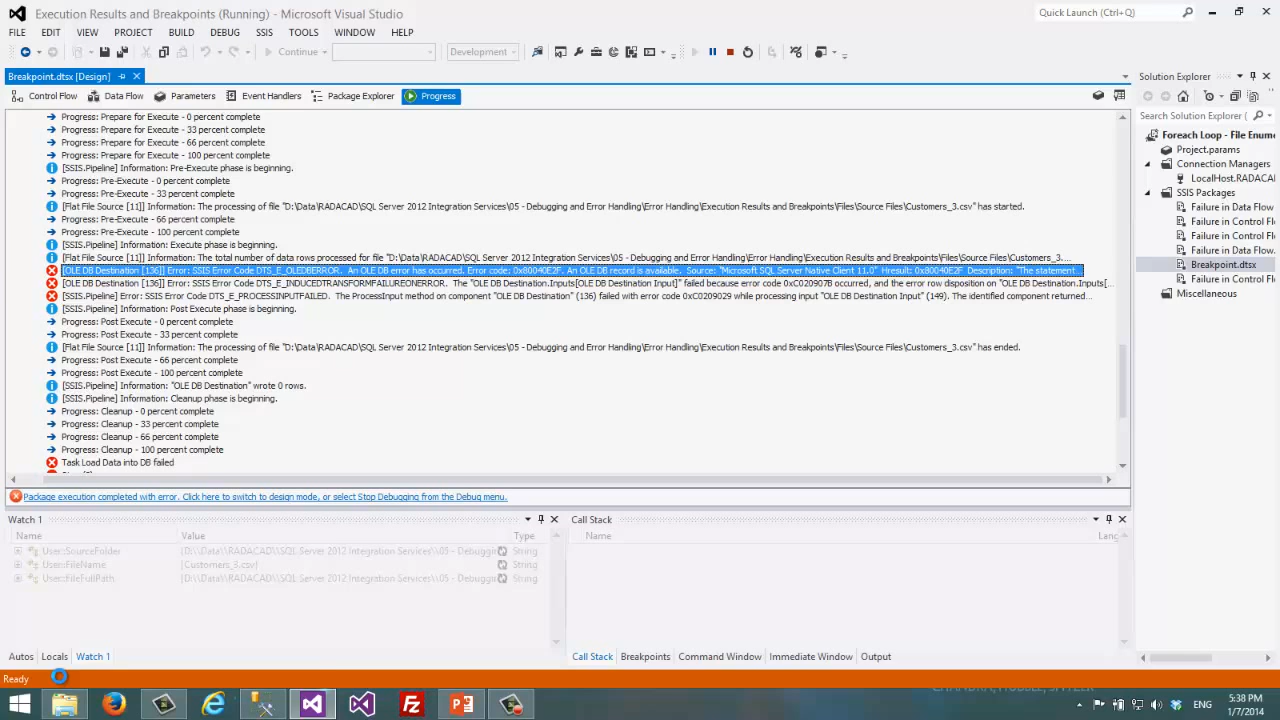 Execution Results and Breakpoints (Running) - Microsoft Visual Studio
Quick Launch (Ctrl+Q)
FILE EDIT VIEW PROJECT BUILD DEBUG SSIS TOOLS WINDOW HELP
Continue Development
Breakpoint.dtsx [Design]
Control Flow Data Flow Parameters Event Handlers Package Explorer Progress
Progress: Prepare for Execute - 0 percent complete
Progress: Prepare for Execute - 33 percent complete
Progress: Prepare for Execute - 66 percent complete
Progress: Prepare for Execute - 100 percent complete
[SSIS.Pipeline] Information: Pre-Execute phase is beginning.
Progress: Pre-Execute - 0 percent complete
Progress: Pre-Execute - 33 percent complete
[Flat File Source [11]] Information: The processing of file "D:\Data\RADACAD\SQL Server 2012 Integration Services\05 - Debugging and Error Handling\Error Handling\Execution Results and Breakpoints\Files\Source Files\Customers_3.csv" has started.
Progress: Pre-Execute - 66 percent complete
Progress: Pre-Execute - 100 percent complete
[SSIS.Pipeline] Information: Execute phase is beginning.
[Flat File Source [11]] Information: The total number of data rows processed for file "D:\Data\RADACAD\SQL Server 2012 Integration Services\05 - Debugging and Error Handling\Error Handling\Execution Results and Breakpoints\Files\Source Files\Customers_3....
[OLE DB Destination [136]] Error: SSIS Error Code DTS_E_OLEDBERROR. An OLE DB error has occurred. Error code: 0x80040E2F. An OLE DB record is available. Source: "Microsoft SQL Server Native Client 11.0" Hresult: 0x80040E2F Description: "The statement ...
[OLE DB Destination [136]] Error: SSIS Error Code DTS_E_INDUCEDTRANSFORMFAILUREONERROR. The "OLE DB Destination.Inputs[OLE DB Destination Input]" failed because error code 0xC020907B occurred, and the error row disposition on "OLE DB Destination.Inputs[...
[SSIS.Pipeline] Error: SSIS Error Code DTS_E_PROCESSINPUTFAILED. The ProcessInput method on component "OLE DB Destination" (136) failed with error code 0xC0209029 while processing input "OLE DB Destination Input" (149). The identified component returned...
[SSIS.Pipeline] Information: Post Execute phase is beginning.
Progress: Post Execute - 0 percent complete
Progress: Post Execute - 33 percent complete
[Flat File Source [11]] Information: The processing of file "D:\Data\RADACAD\SQL Server 2012 Integration Services\05 - Debugging and Error Handling\Error Handling\Execution Results and Breakpoints\Files\Source Files\Customers_3.csv" has ended.
Progress: Post Execute - 66 percent complete
Progress: Post Execute - 100 percent complete
[SSIS.Pipeline] Information: "OLE DB Destination" wrote 0 rows.
[SSIS.Pipeline] Information: Cleanup phase is beginning.
Progress: Cleanup - 0 percent complete
Progress: Cleanup - 33 percent complete
Progress: Cleanup - 66 percent complete
Progress: Cleanup - 100 percent complete
Task Load Data into DB failed
Package execution completed with error. Click here to switch to design mode, or select Stop Debugging from the Debug menu.
Solution Explorer
Search Solution Explorer (
Foreach Loop - File Enume
Project.params
Connection Managers
LocalHost.RADACA
SSIS Packages
Failure in Data Flow
Failure in Control F
Failure in Control F
Failure in Data Flow.
Breakpoint.dtsx
Failure in Control F
Miscellaneous
Watch 1
Name Value Type
User::SourceFolder {D:\\Data\\RADACAD\\SQL Server 2012 Integration Services\\05 - Debuggin String
User::FileName {Customers_3.csv} String
User::FileFullPath {D:\\Data\\RADACAD\\SQL Server 2012 Integration Services\\05 - Debuggin String
Call Stack
Name Lang
Autos Locals Watch 1
Call Stack Breakpoints Command Window Immediate Window Output
Ready
CHANDRA, HUBBLE, SPITZER
5:38 PM
1/7/2014